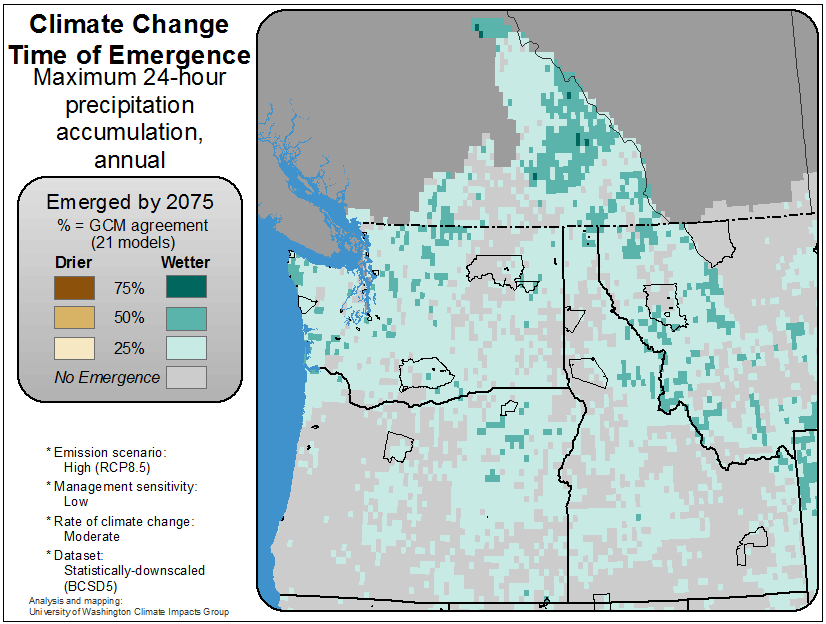 Climate Change
Time of Emergence
Maximum 24-hour
precipitation
accumulation,
annual
Emerged by 2075
% = GCM agreement
(21 models)
Drier Wetter
75%
50%
25%
No Emergence
* Emission scenario:
High (RCP8.5)
* Management sensitivity:
Low
* Rate of climate change:
Moderate
* Dataset:
Statistically-downscaled
(BCSD5)
Analysis and mapping:
University of Washington Climate Impacts Group